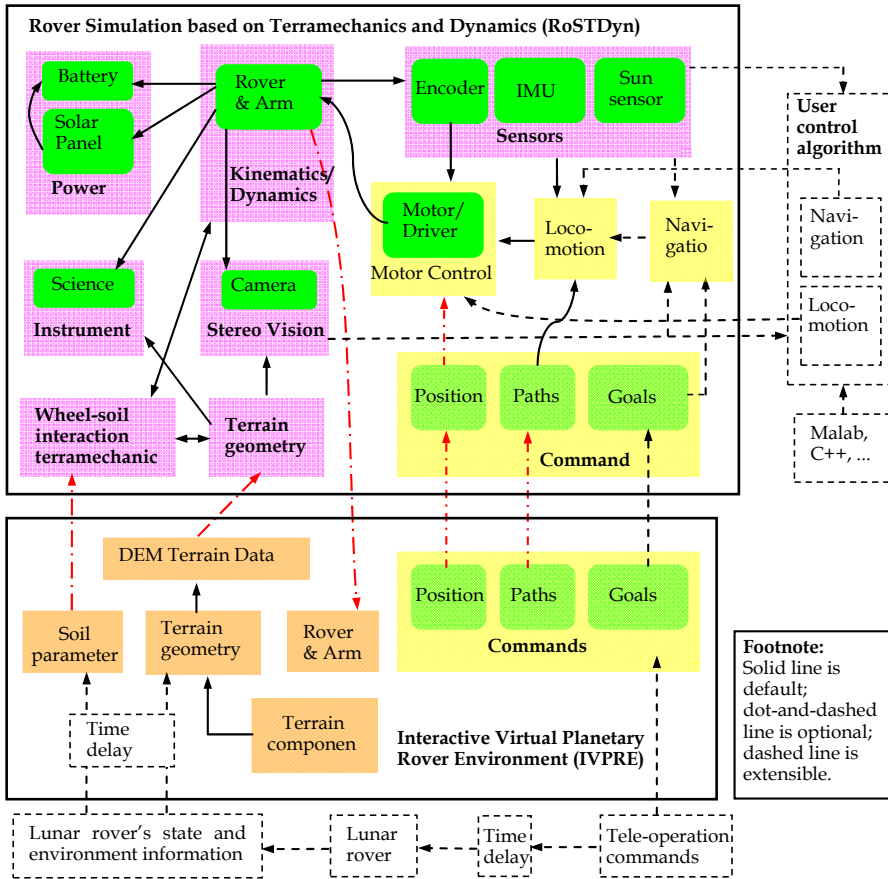 Rover Simulation based on Terramechanics and Dynamics (RoSTDyn)
Battery
Solar
Panel
Power
Rover
& Arm
Kinematics/
Dynamics
Encoder
IMU
Sun
sensor
Sensors
User
control
algorithm
Navi-
gation
Loco-
motion
Motor/
Driver
Motor Control
Loco-
motion
Navi-
gatio
Science
Instrument
Camera
Stereo Vision
Wheel-soil
interaction
terramechanic
Terrain
geometry
Position
Paths
Goals
Command
Malab,
C++, ...
DEM Terrain Data
Soil
parameter
Terrain
geometry
Rover
& Arm
Position
Paths
Goals
Commands
Time
delay
Terrain
componen
Interactive Virtual Planetary
Rover Environment (IVPRE)
Footnote:
Solid line is
default;
dot-and-dashed
line is optional;
dashed line is
extensible.
Lunar rover's state and
environment information
Lunar
rover
Time
delay
Tele-operation
commands